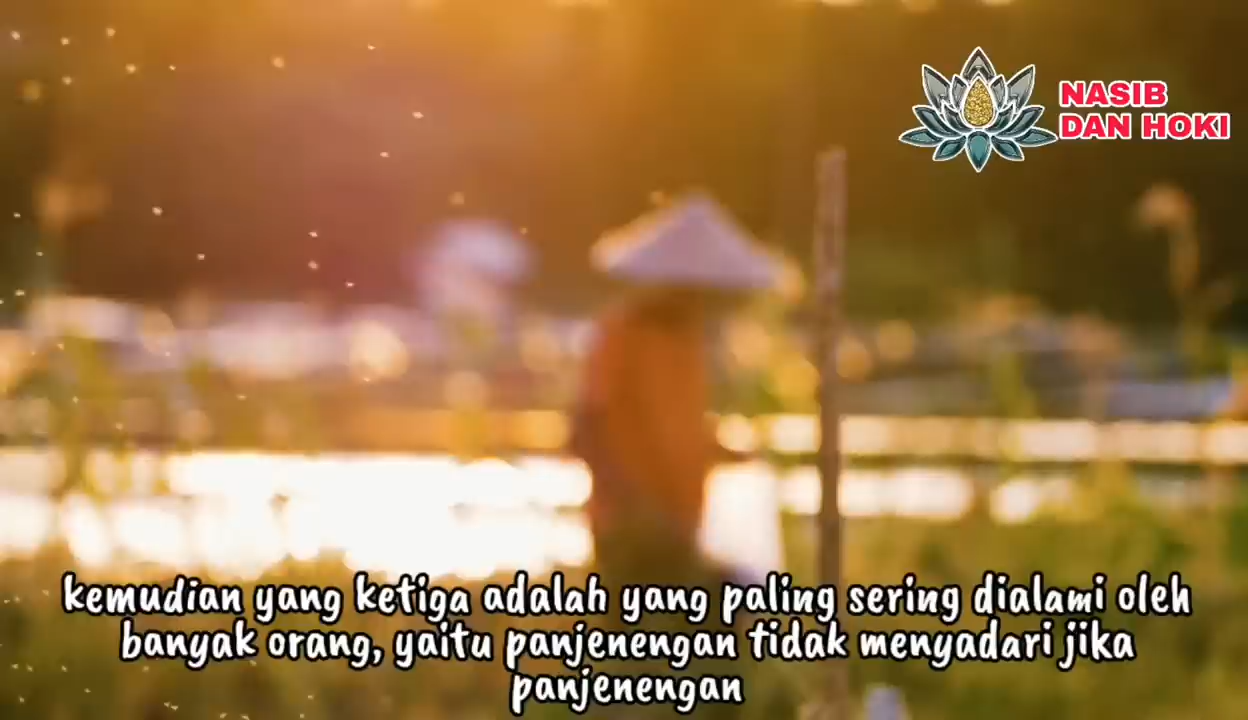 NASIB
DAN HOKI
kemudian yang ketiga adalah yang paling sering dialami oleh
banyak orang, yaitu panjenengan tidak menyadari jika
panjenengan